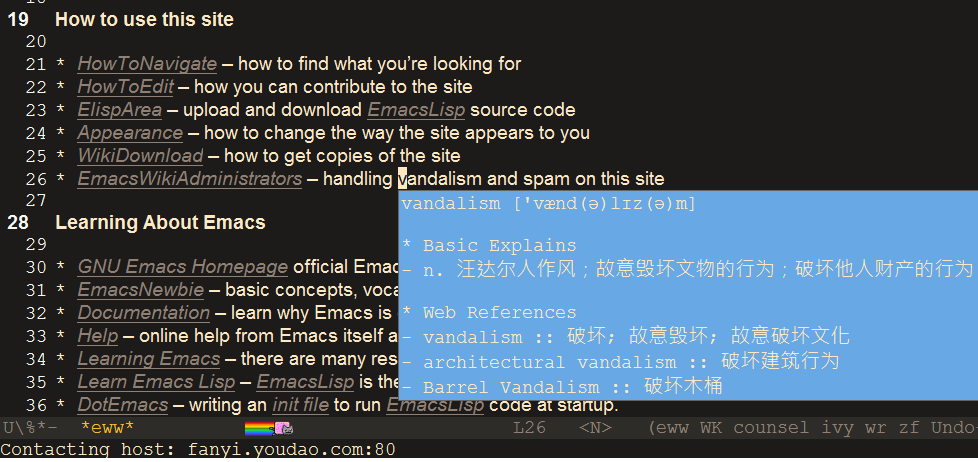 19 How to use this site
20
21 * HowToNavigate – how to find what you’re looking for
22 * HowToEdit – how you can contribute to the site
23 * ElispArea – upload and download EmacsLisp source code
24 * Appearance – how to change the way the site appears to you
25 * WikiDownload – how to get copies of the site
26 * EmacsWikiAdministrators – handling vandalism and spam on this site
27
vandalism ['vænd(ə)lɪz(ə)m]
28 Learning About Emacs
29
* Basic Explains
30 * GNU Emacs Homepage official Emac
- n. 汪达尔人作风；故意毁坏文物的行为；破坏他人财产的行为
31 * EmacsNewbie – basic concepts, voca
32 * Documentation – learn why Emacs is
* Web References
33 * Help – online help from Emacs itself a
- vandalism :: 破坏; 故意毁坏; 故意破坏文化
34 * Learning Emacs – there are many res
- architectural vandalism :: 破坏建筑行为
35 * Learn Emacs Lisp – EmacsLisp is the
- Barrel Vandalism :: 破坏木桶
36 * DotEmacs – writing an init file to run EmacsLisp code at startup.
U\%*- *eww* L26 <N> (eww WK counsel ivy wr zf Undo-
Contacting host: fanyi.youdao.com:80